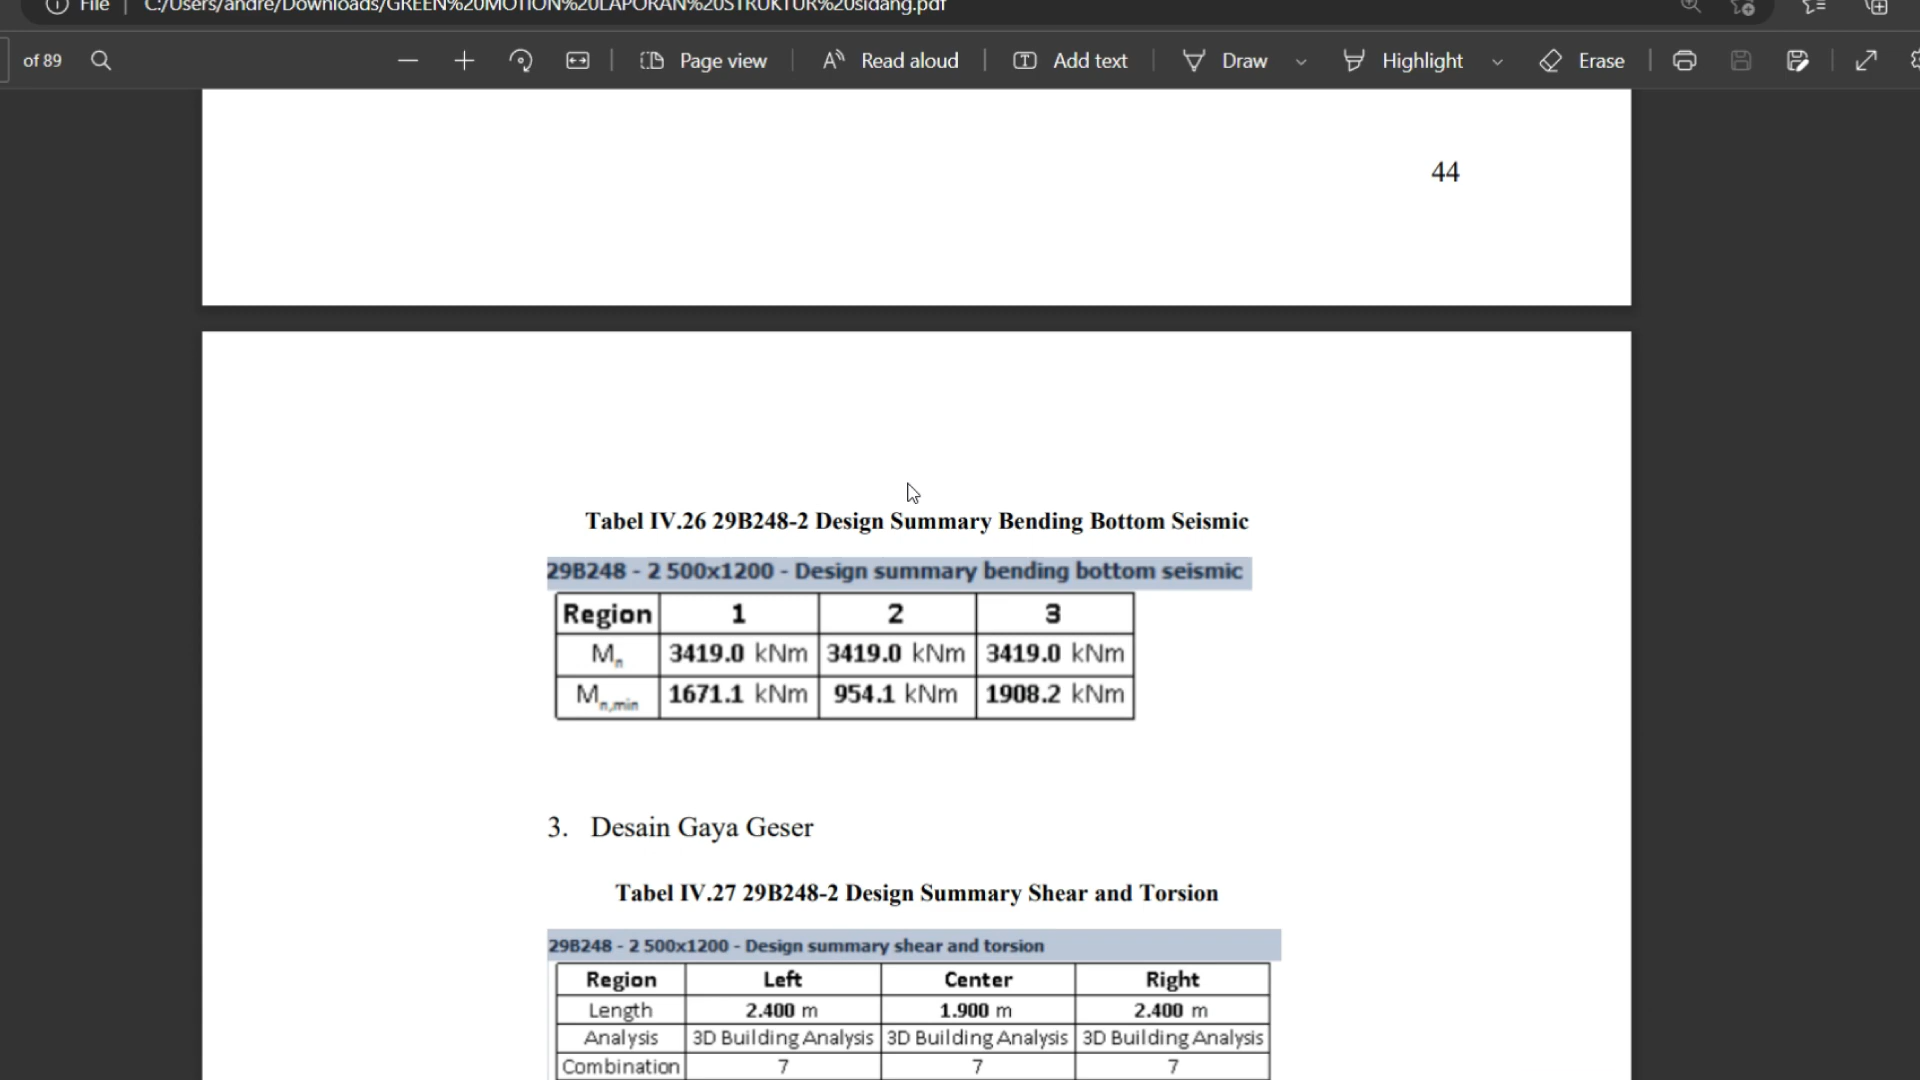 File | C:/Users/andre/Downloads/GREEN%20MOTION%20LAPORAN%20STRUKTUR%20sidang.pdf
of 89 Page view Read aloud Add text Draw Highlight Erase
44
Tabel IV.26 29B248-2 Design Summary Bending Bottom Seismic
29B248 - 2 500x1200 - Design summary bending bottom seismic
Region 1 2 3
Mn 3419.0 kNm 3419.0 kNm 3419.0 kNm
Mn,min 1671.1 kNm 954.1 kNm 1908.2 kNm
3. Desain Gaya Geser
Tabel IV.27 29B248-2 Design Summary Shear and Torsion
29B248 - 2 500x1200 - Design summary shear and torsion
Region Left Center Right
Length 2.400 m 1.900 m 2.400 m
Analysis 3D Building Analysis 3D Building Analysis 3D Building Analysis
Combination 7 7 7